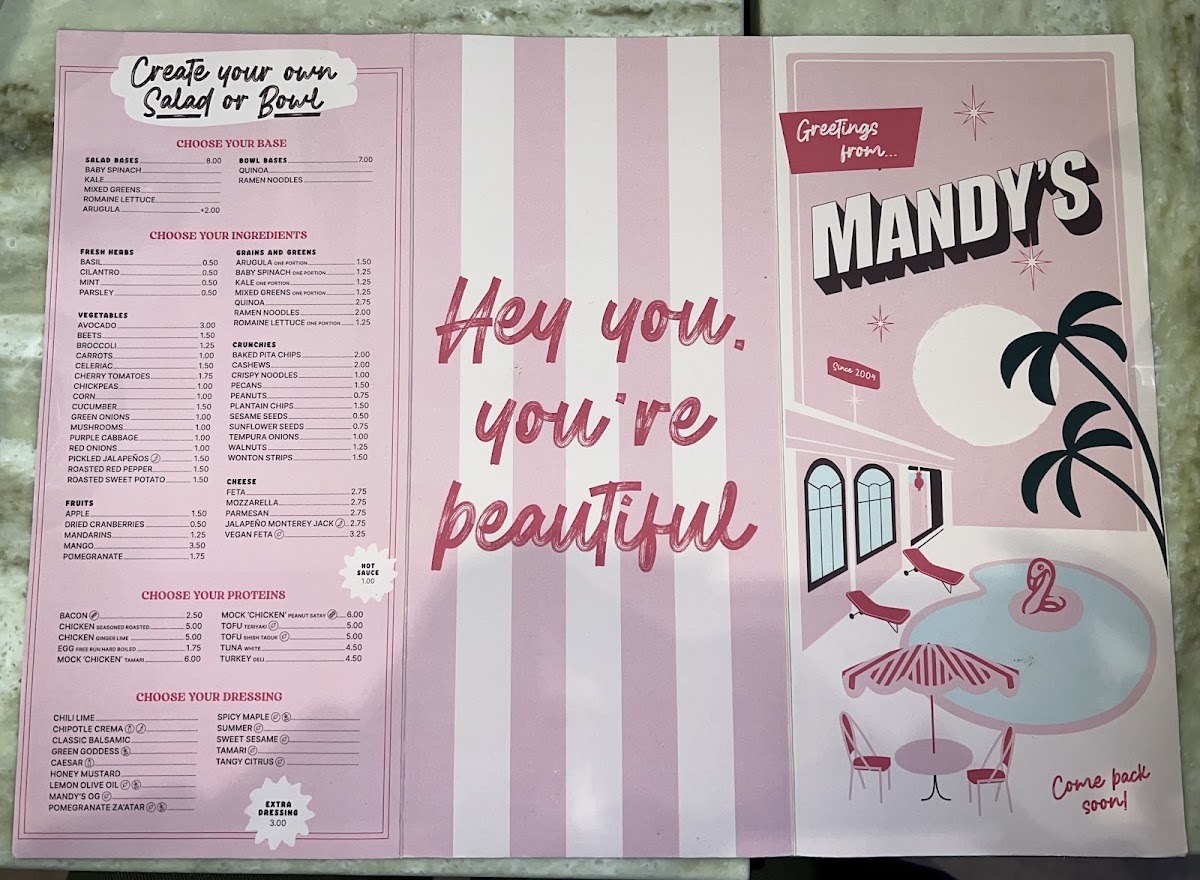 Create your own
Salad or Bowl
CHOOSE YOUR BASE
SALAD BASES 8.00
BABY SPINACH
KALE
MIXED GREENS
ROMAINE LETTUCE
ARUGULA +2.00
BOWL BASES 7.00
QUINOA
RAMEN NOODLES
CHOOSE YOUR INGREDIENTS
FRESH HERBS
BASIL 0.50
CILANTRO 0.50
MINT 0.50
PARSLEY 0.50
VEGETABLES
AVOCADO 3.00
BEETS 1.50
BROCCOLI 1.25
CARROTS 1.00
CELERIAC 1.50
CHERRY TOMATOES 1.75
CHICKPEAS 1.00
CORN 1.00
CUCUMBER 1.50
GREEN ONIONS 1.00
MUSHROOMS 1.00
PURPLE CABBAGE 1.00
RED ONIONS 1.00
PICKLED JALAPEÑOS 1.50
ROASTED RED PEPPER 1.50
ROASTED SWEET POTATO 1.50
FRUITS
APPLE 1.50
DRIED CRANBERRIES 0.50
MANDARINS 1.25
MANGO 3.50
POMEGRANATE 1.75
GRAINS AND GREENS
ARUGULA ONE PORTION 1.50
BABY SPINACH ONE PORTION 1.25
KALE ONE PORTION 1.25
MIXED GREENS ONE PORTION 1.25
QUINOA 2.75
RAMEN NOODLES 2.00
ROMAINE LETTUCE ONE PORTION 1.25
CRUNCHIES
BAKED PITA CHIPS 2.00
CASHEWS 2.00
CRISPY NOODLES 1.00
PECANS 1.50
PEANUTS 0.75
PLANTAIN CHIPS 1.50
SESAME SEEDS 0.50
SUNFLOWER SEEDS 0.75
TEMPURA ONIONS 1.00
WALNUTS 1.25
WONTON STRIPS 1.50
CHEESE
FETA 2.75
MOZZARELLA 2.75
PARMESAN 2.75
JALAPEÑO MONTEREY JACK 2.75
VEGAN FETA 3.25
HOT
SAUCE
1.00
CHOOSE YOUR PROTEINS
BACON 2.50
CHICKEN SEASONED ROASTED 5.00
CHICKEN GINGER LIME 5.00
EGG FREE RUN HARD BOILED 1.75
MOCK 'CHICKEN' TAMARI 6.00
MOCK 'CHICKEN' PEANUT SATAY 6.00
TOFU TERIYAKI 5.00
TOFU SHISH TAOUK 5.00
TUNA WHITE 4.50
TURKEY DELI 4.50
CHOOSE YOUR DRESSING
CHILI LIME
CHIPOTLE CREMA
CLASSIC BALSAMIC
GREEN GODDESS
CAESAR
HONEY MUSTARD
LEMON OLIVE OIL
MANDY'S OG
POMEGRANATE ZA'ATAR
SPICY MAPLE
SUMMER
SWEET SESAME
TAMARI
TANGY CITRUS
EXTRA
DRESSING
3.00
Hey you,
you're
beautiful
Greetings
from...
MANDY'S
Since 2004
Come back
soon!